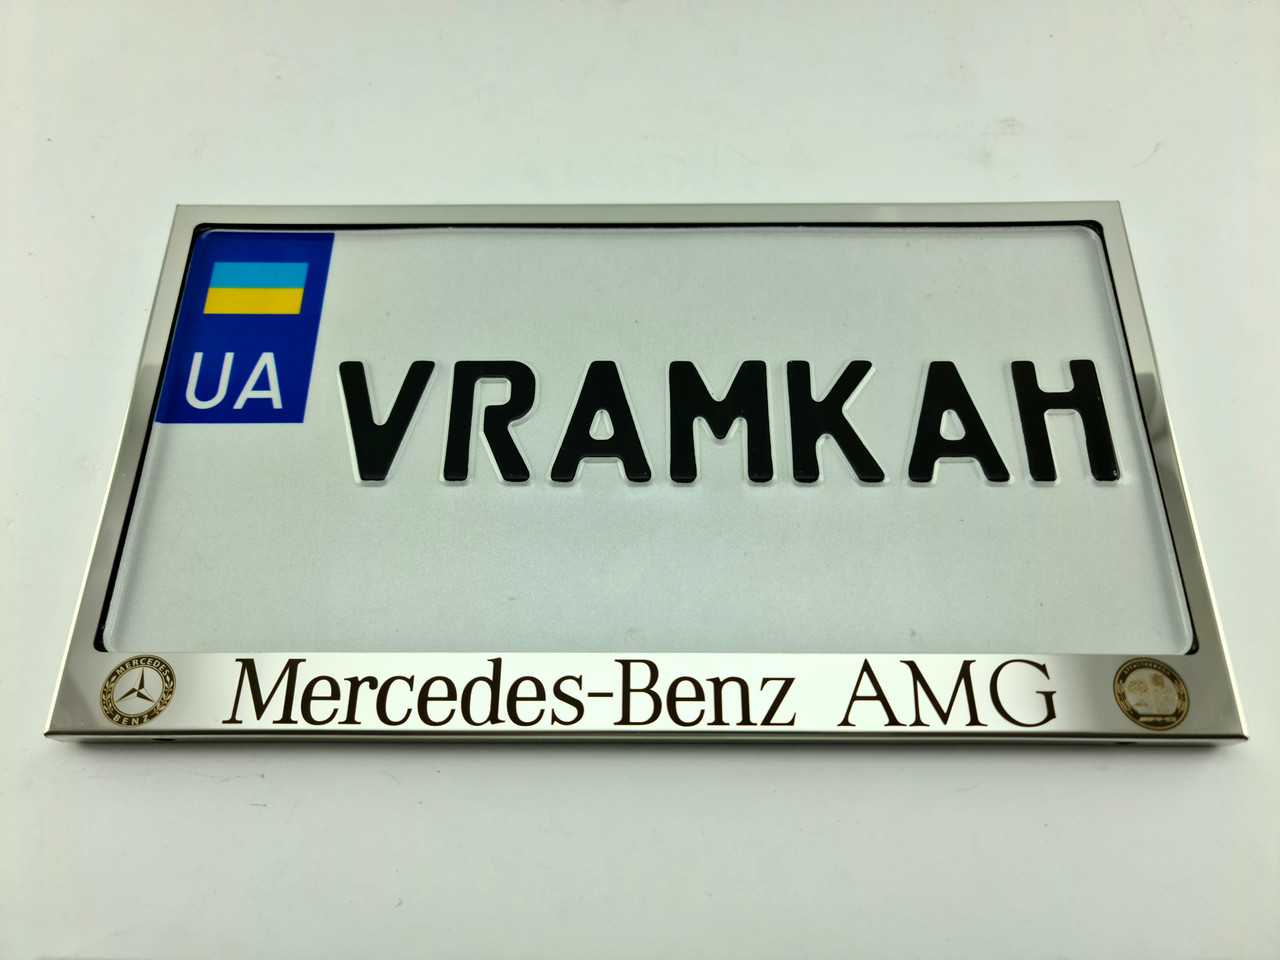 UA
VRAMKAH
MERCEDES
BENZ
Mercedes-Benz AMG